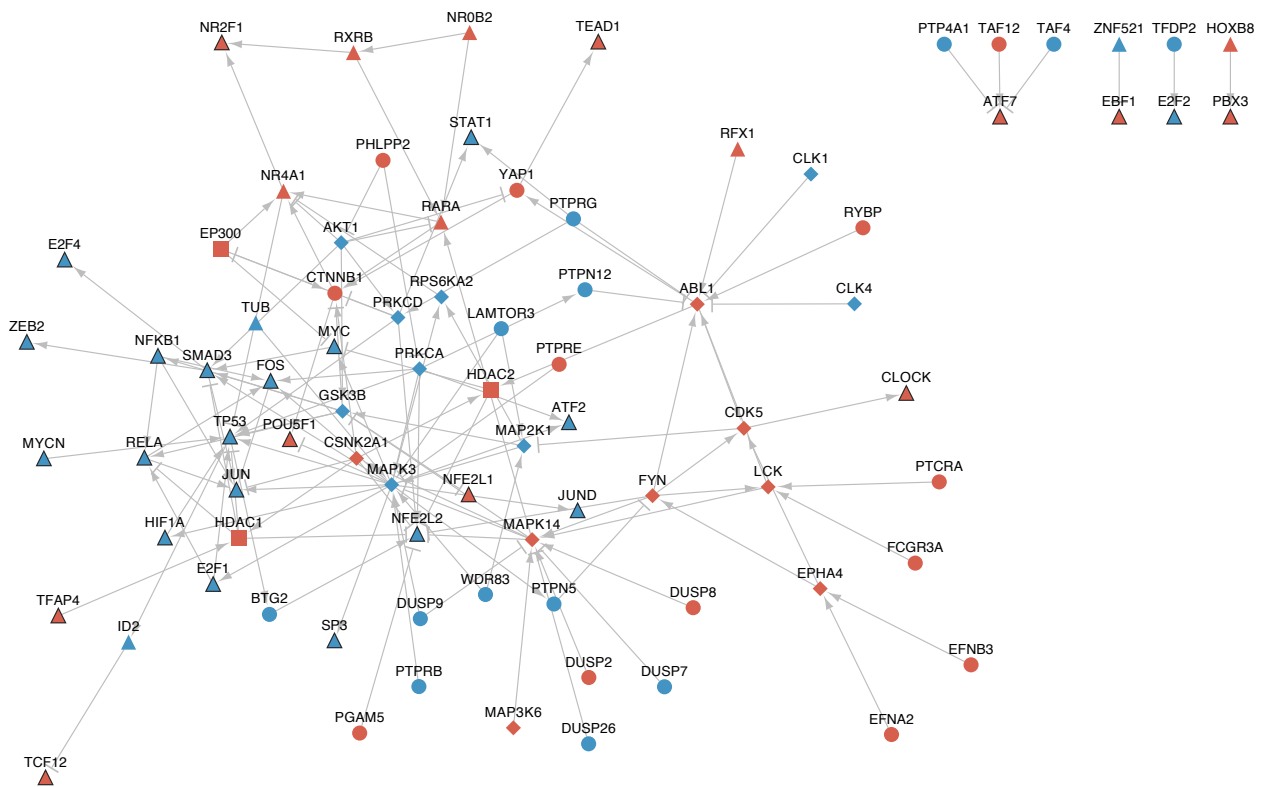 NR2F1
RXRB
NR0B2
TEAD1
PTP4A1
TAF12
TAF4
ZNF521
TFDP2
HOXB8
ATF7
EBF1
E2F2
PBX3
STAT1
PHLPP2
RFX1
CLK1
NR4A1
YAP1
PTPRG
RARA
RYBP
EP300
AKT1
E2F4
CTNNB1
RPS6KA2
PTPN12
ABL1
CLK4
PRKCD
TUB
LAMTOR3
ZEB2
NFKB1
MYC
SMAD3
FOS
PRKCA
HDAC2
PTPRE
CLOCK
GSK3B
ATF2
CDK5
TP53
POU5F1
MAP2K1
MYCN
RELA
CSNK2A1
MAPK3
JUN
NFE2L1
JUND
FYN
LCK
PTCRA
HIF1A
HDAC1
NFE2L2
MAPK14
FCGR3A
E2F1
BTG2
WDR83
PTPN5
DUSP8
EPHA4
TFAP4
ID2
SP3
DUSP9
EFNB3
PTPRB
DUSP2
DUSP7
PGAM5
MAP3K6
DUSP26
EFNA2
TCF12